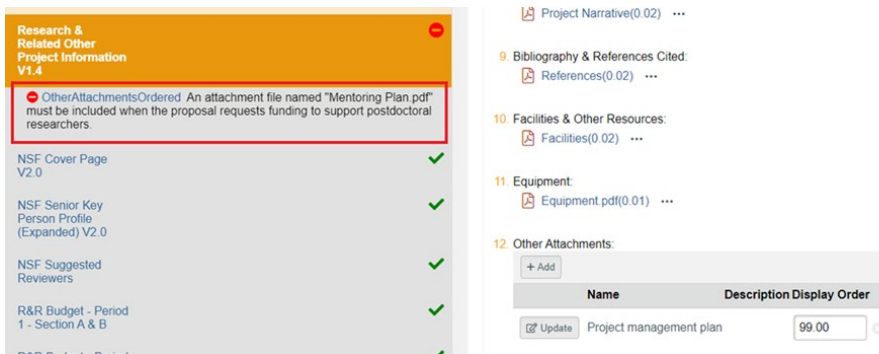 Research &
Related Other
Project Information
V1.4
OtherAttachmentsOrdered An attachment file named "Mentoring Plan.pdf"
must be included when the proposal requests funding to support postdoctoral
researchers.
NSF Cover Page
V2.0
NSF Senior Key
Person Profile
(Expanded) V2.0
NSF Suggested
Reviewers
R&R Budget - Period
1 - Section A & B
Project Narrative(0.02) •••
9. Bibliography & References Cited:
References(0.02) •••
10. Facilities & Other Resources:
Facilities(0.02) •••
11. Equipment:
Equipment.pdf(0.01) •••
12. Other Attachments:
+ Add
Name Description Display Order
Update Project management plan 99.00